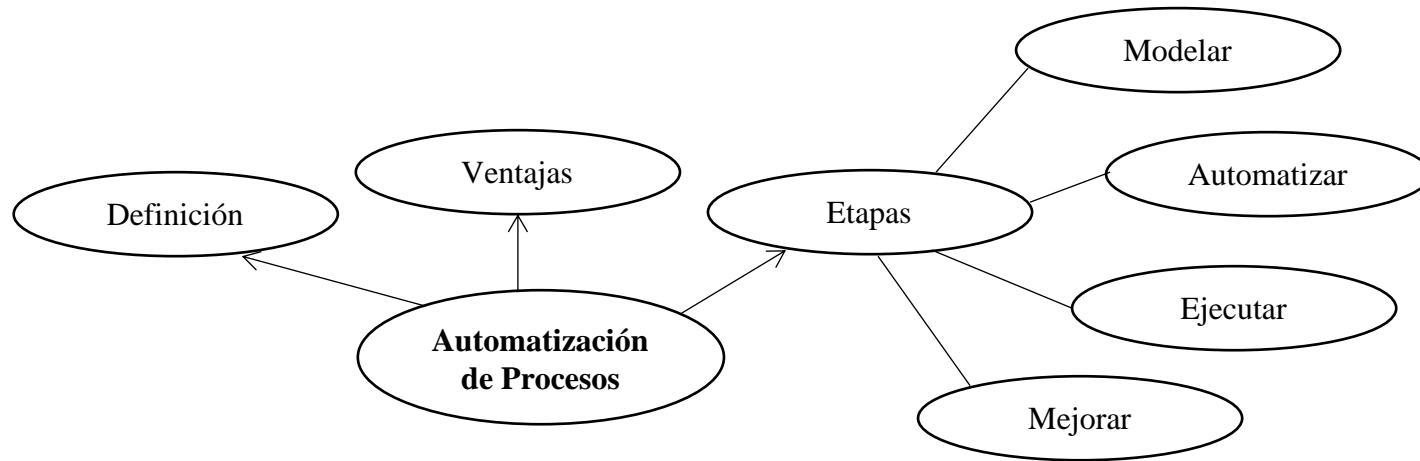 Modelar
Ventajas
Automatizar
Definición
Etapas
Ejecutar
Automatización
de Procesos
Mejorar